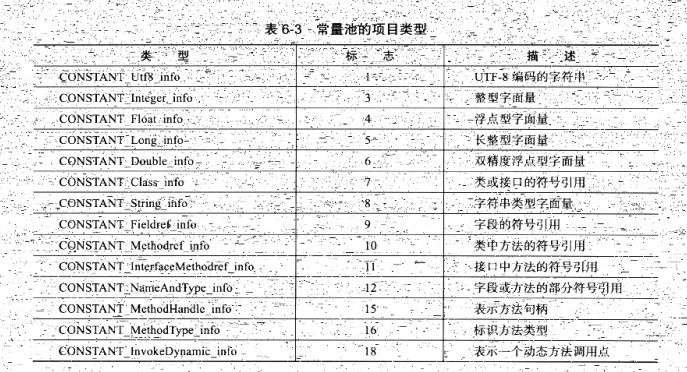 表 6-3 常量池的项目类型
类 型 标 志 描 述
CONSTANT_Utf8_info 1 UTF-8 编码的字符串
CONSTANT_Integer_info 3 整型字面量
CONSTANT_Float_info 4 浮点型字面量
CONSTANT_Long_info 5 长整型字面量
CONSTANT_Double_info 6 双精度浮点型字面量
CONSTANT_Class_info 7 类或接口的符号引用
CONSTANT_String_info 8 字符串类型字面量
CONSTANT_Fieldref_info 9 字段的符号引用
CONSTANT_Methodref_info 10 类中方法的符号引用
CONSTANT_InterfaceMethodref_info 11 接口中方法的符号引用
CONSTANT_NameAndType_info 12 字段或方法的部分符号引用
CONSTANT_MethodHandle_info 15 表示方法句柄
CONSTANT_MethodType_info 16 标识方法类型
CONSTANT_InvokeDynamic_info 18 表示一个动态方法调用点